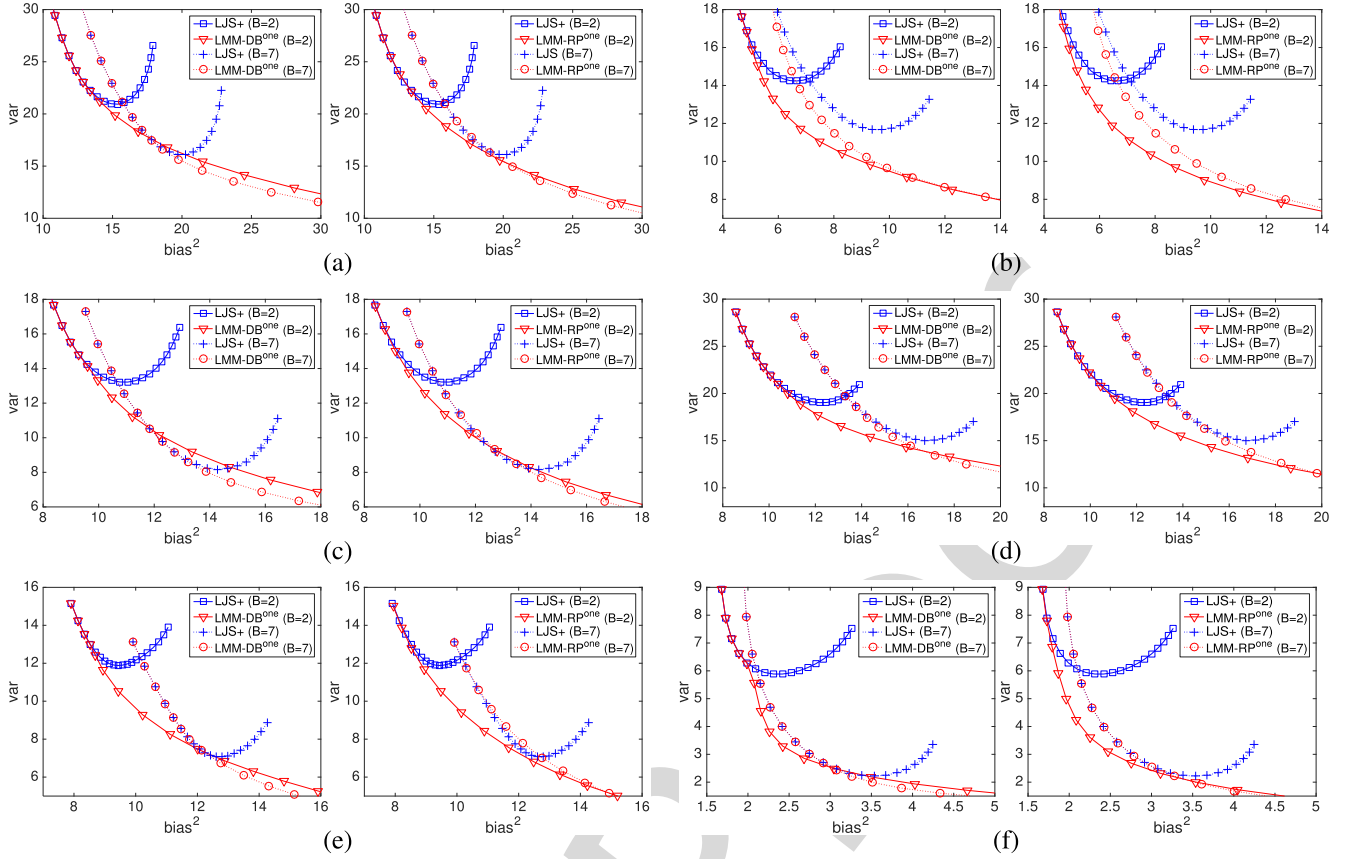 30
25
20
15
10
var
10 15 20 25 30
bias2
LJS+ (B=2)
LMM-DBone (B=2)
LJS+ (B=7)
LMM-DBone (B=7)
30
25
20
15
10
var
10 15 20 25 30
bias2
LJS+ (B=2)
LMM-RPone (B=2)
LJS (B=7)
LMM-RPone (B=7)
(a)
18
16
14
12
10
8
var
4 6 8 10 12 14
bias2
LJS+ (B=2)
LMM-DBone (B=2)
LJS+ (B=7)
LMM-DBone (B=7)
18
16
14
12
10
8
var
4 6 8 10 12 14
bias2
LJS+ (B=2)
LMM-RPone (B=2)
LJS+ (B=7)
LMM-RPone (B=7)
(b)
18
16
14
12
10
8
6
var
8 10 12 14 16 18
bias2
LJS+ (B=2)
LMM-DBone (B=2)
LJS+ (B=7)
LMM-DBone (B=7)
18
16
14
12
10
8
6
var
8 10 12 14 16 18
bias2
LJS+ (B=2)
LMM-RPone (B=2)
LJS+ (B=7)
LMM-RPone (B=7)
(c)
30
25
20
15
10
var
8 10 12 14 16 18 20
bias2
LJS+ (B=2)
LMM-DBone (B=2)
LJS+ (B=7)
LMM-DBone (B=7)
30
25
20
15
10
var
8 10 12 14 16 18 20
bias2
LJS+ (B=2)
LMM-RPone (B=2)
LJS+ (B=7)
LMM-RPone (B=7)
(d)
16
14
12
10
8
6
var
8 10 12 14 16
bias2
LJS+ (B=2)
LMM-DBone (B=2)
LJS+ (B=7)
LMM-DBone (B=7)
16
14
12
10
8
6
var
8 10 12 14 16
bias2
LJS+ (B=2)
LMM-RPone (B=2)
LJS+ (B=7)
LMM-RPone (B=7)
(e)
9
8
7
6
5
4
3
2
var
1.5 2 2.5 3 3.5 4 4.5 5
bias2
LJS+ (B=2)
LMM-DBone (B=2)
LJS+ (B=7)
LMM-DBone (B=7)
9
8
7
6
5
4
3
2
var
1.5 2 2.5 3 3.5 4 4.5 5
bias2
LJS+ (B=2)
LMM-RPone (B=2)
LJS+ (B=7)
LMM-RPone (B=7)
(f)